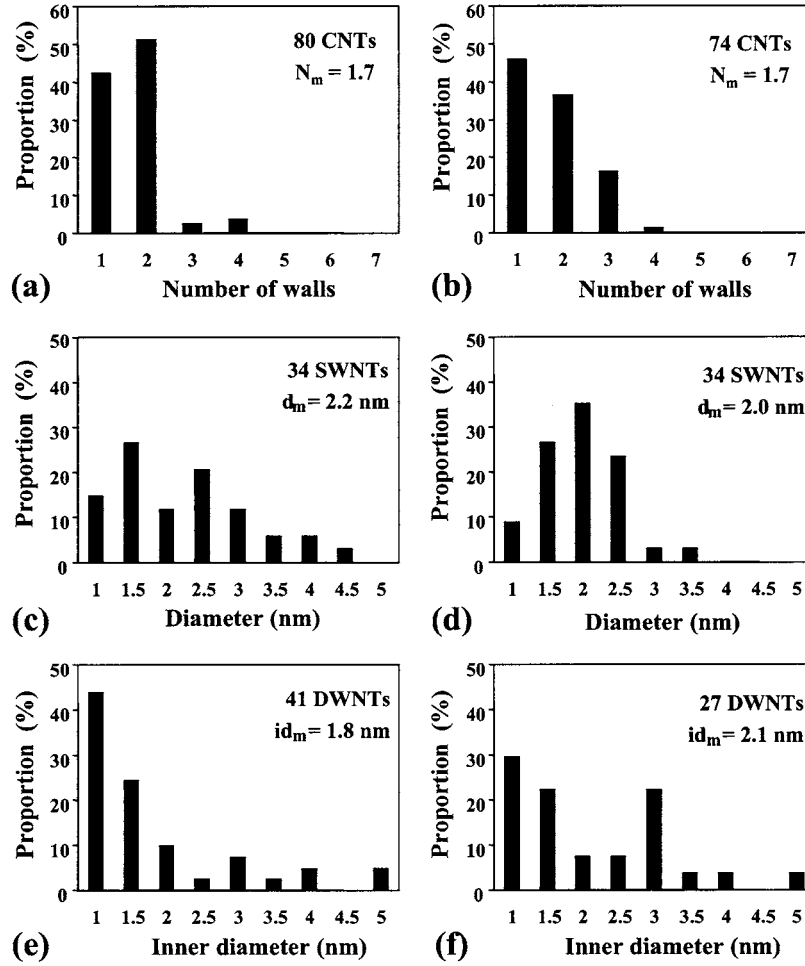 Proportion (%)
60
50
40
30
20
10
0
80 CNTs
Nm = 1.7
1 2 3 4 5 6 7
(a) Number of walls
Proportion (%)
50
40
30
20
10
0
74 CNTs
Nm = 1.7
1 2 3 4 5 6 7
(b) Number of walls
Proportion (%)
50
40
30
20
10
0
34 SWNTs
dm= 2.2 nm
1 1.5 2 2.5 3 3.5 4 4.5 5
(c) Diameter (nm)
Proportion (%)
50
40
30
20
10
0
34 SWNTs
dm= 2.0 nm
1 1.5 2 2.5 3 3.5 4 4.5 5
(d) Diameter (nm)
Proportion (%)
50
40
30
20
10
0
41 DWNTs
idm= 1.8 nm
1 1.5 2 2.5 3 3.5 4 4.5 5
(e) Inner diameter (nm)
Proportion (%)
50
40
30
20
10
0
27 DWNTs
idm= 2.1 nm
1 1.5 2 2.5 3 3.5 4 4.5 5
(f) Inner diameter (nm)